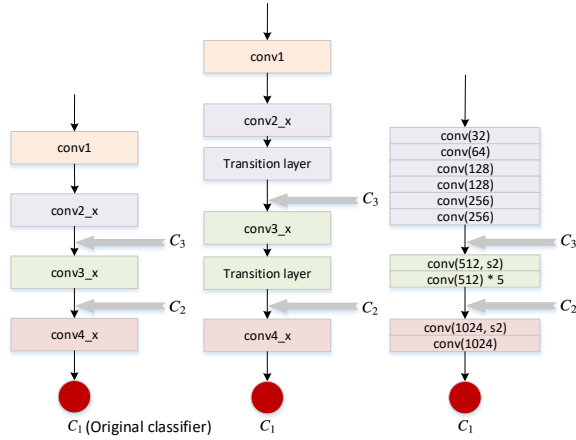 conv1
conv2_x
C3
conv3_x
C2
conv4_x
C1 (Original classifier)
conv1
conv2_x
Transition layer
C3
conv3_x
Transition layer
C2
conv4_x
C1
conv(32)
conv(64)
conv(128)
conv(128)
conv(256)
conv(256)
C3
conv(512, s2)
conv(512) * 5
C2
conv(1024, s2)
conv(1024)
C1